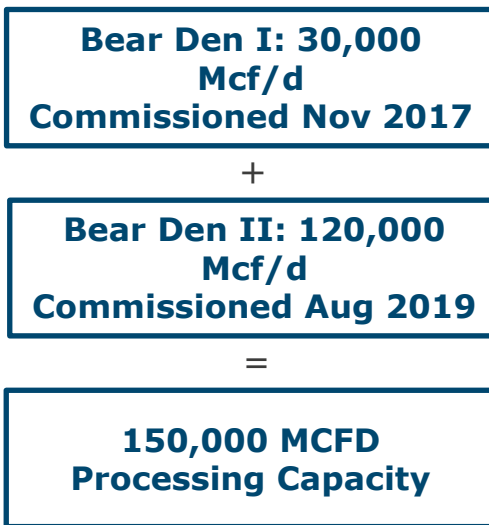 Bear Den I: 30,000
Mcf/d
Commissioned Nov 2017
+
Bear Den II: 120,000
Mcf/d
Commissioned Aug 2019
=
150,000 MCFD
Processing Capacity